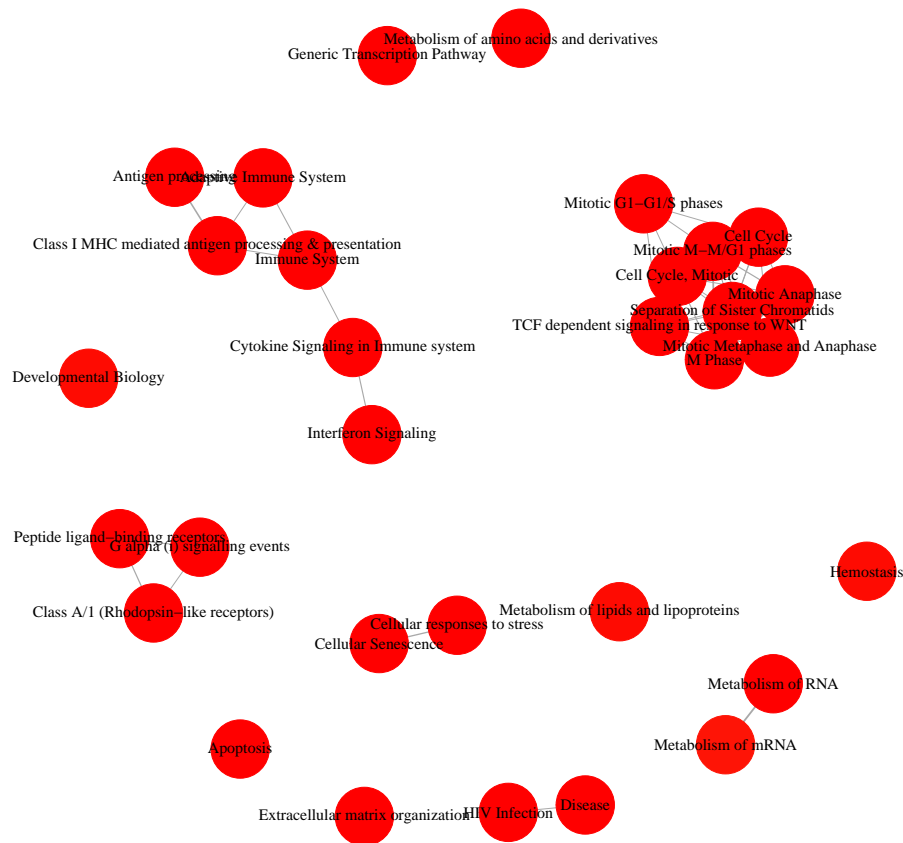 Metabolism of amino acids and derivatives
Generic Transcription Pathway
Antigen processing
Adaptive Immune System
Mitotic G1−G1/S phases
Cell Cycle
Class I MHC mediated antigen processing & presentation
Mitotic M−M/G1 phases
Immune System
Cell Cycle, Mitotic
Mitotic Anaphase
Separation of Sister Chromatids
TCF dependent signaling in response to WNT
Cytokine Signaling in Immune system
Mitotic Metaphase and Anaphase
M Phase
Developmental Biology
Interferon Signaling
Peptide ligand−binding receptors
G alpha (i) signalling events
Hemostasis
Class A/1 (Rhodopsin−like receptors)
Metabolism of lipids and lipoproteins
Cellular responses to stress
Cellular Senescence
Metabolism of RNA
Metabolism of mRNA
Apoptosis
Disease
Extracellular matrix organization
HIV Infection